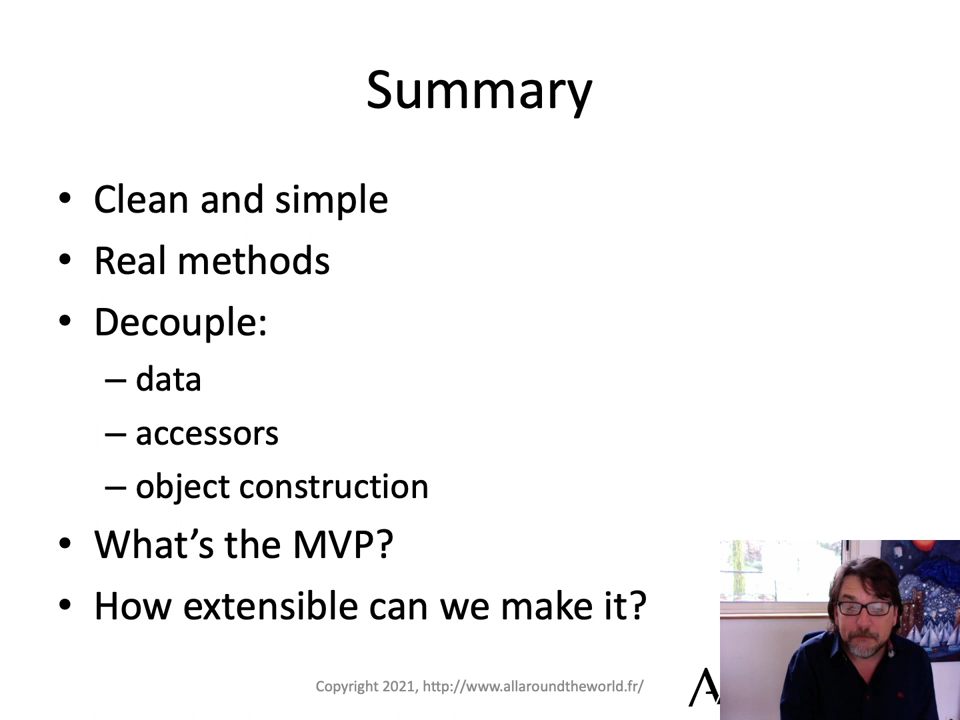 Summary
• Clean and simple
• Real methods
• Decouple:
– data
– accessors
– object construction
• What’s the MVP?
• How extensible can we make it?
Copyright 2021, http://www.allaroundtheworld.fr/